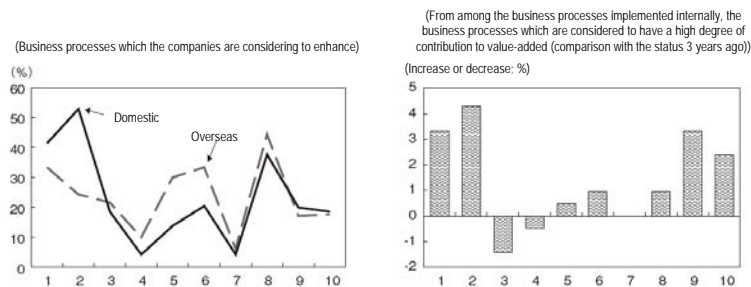 (Business processes which the companies are considering to enhance)
(%)
60
50
40
30
20
10
0
Domestic
Overseas
1 2 3 4 5 6 7 8 9 10
(From among the business processes implemented internally, the
business processes which are considered to have a high degree of
contribution to value-added (comparison with the status 3 years ago))
(Increase or decrease; %)
5
4
3
2
1
0
-1
-2
1 2 3 4 5 6 7 8 9 10